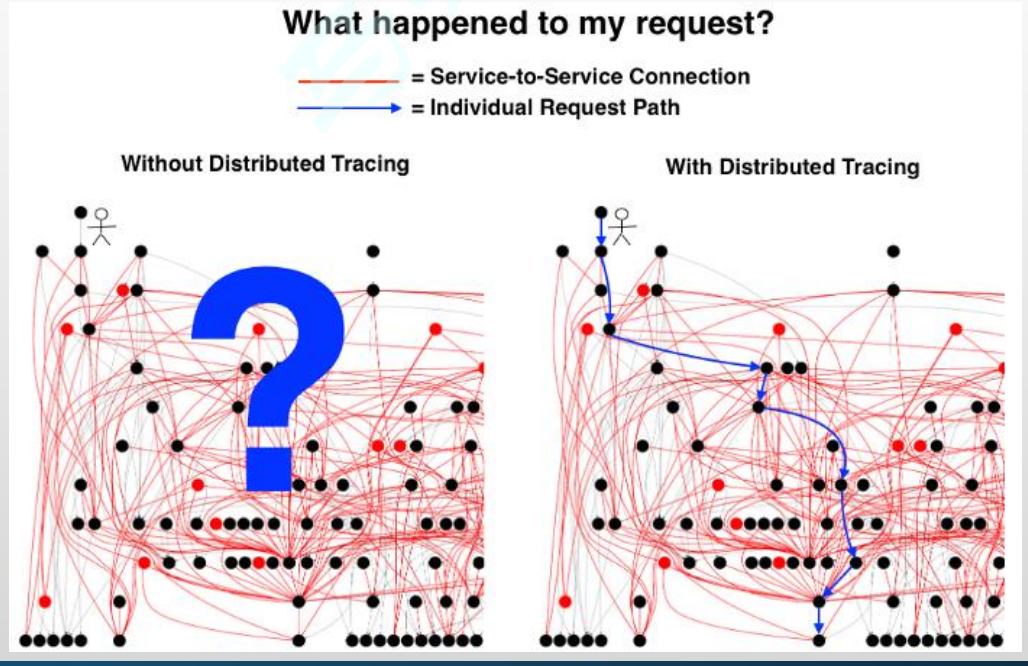 What happened to my request?
= Service-to-Service Connection
= Individual Request Path
Without Distributed Tracing
With Distributed Tracing
?